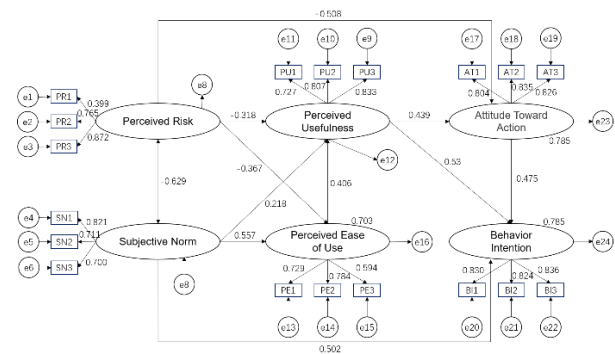 -0.508
e11 e10 e9 e17 e18 e19
e8
PU1 PU2 PU3 AT1 AT2 AT3
e1 PR1
0.399
0.727 0.807 0.833 0.804 0.835 0.826
e2 PR2
0.765
Perceived Risk
-0.318
Perceived
Usefulness
0.439
Attitude Toward
Action
e23
e3 PR3
0.872
0.785
-0.367
e12
0.53
-0.629
0.406
0.475
0.218
e4 SN1
0.821
0.703
0.785
e5 SN2
0.711
Subjective Norm
0.557
Perceived Ease
of Use
e16
Behavior
Intention
e24
e6 SN3
0.700
e8
0.729 0.784 0.594 0.830 0.824 0.836
PE1 PE2 PE3 BI1 BI2 BI3
e13 e14 e15 e20 e21 e22
0.502